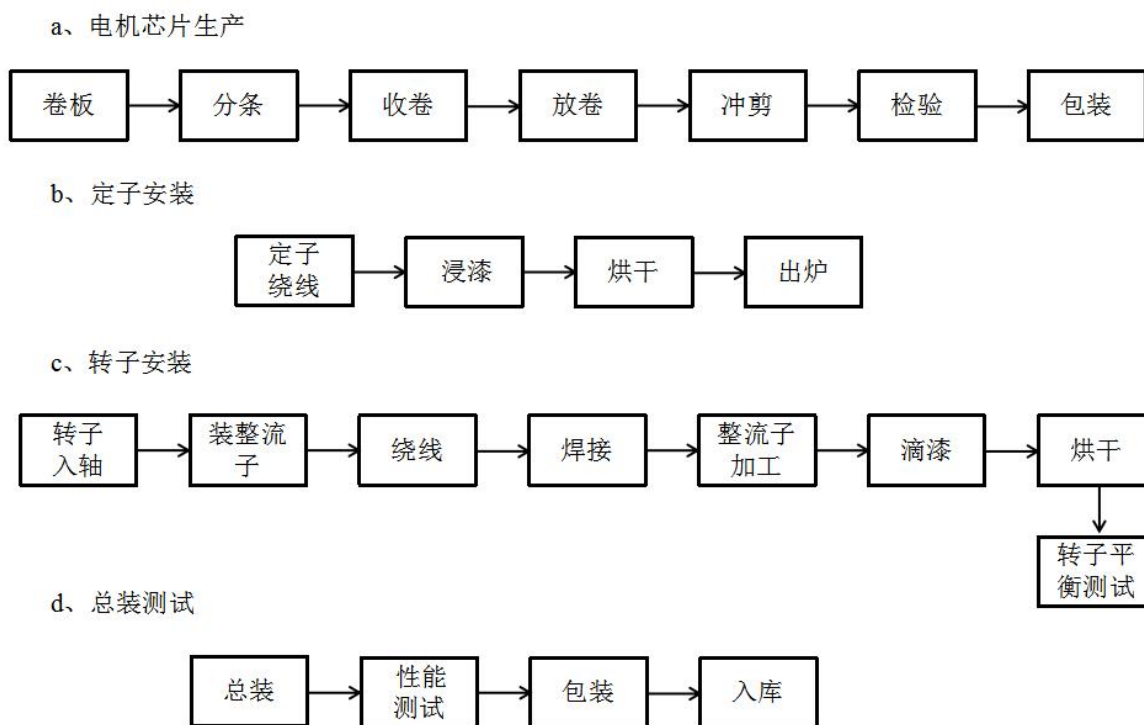 a、电机芯片生产
卷板 分条 收卷 放卷 冲剪 检验 包装
b、定子安装
定子
绕线
浸漆 烘干 出炉
c、转子安装
转子
入轴
装整流
子
绕线 焊接
整流子
加工
滴漆 烘干
转子平
衡测试
d、总装测试
总装
性能
测试
包装 入库